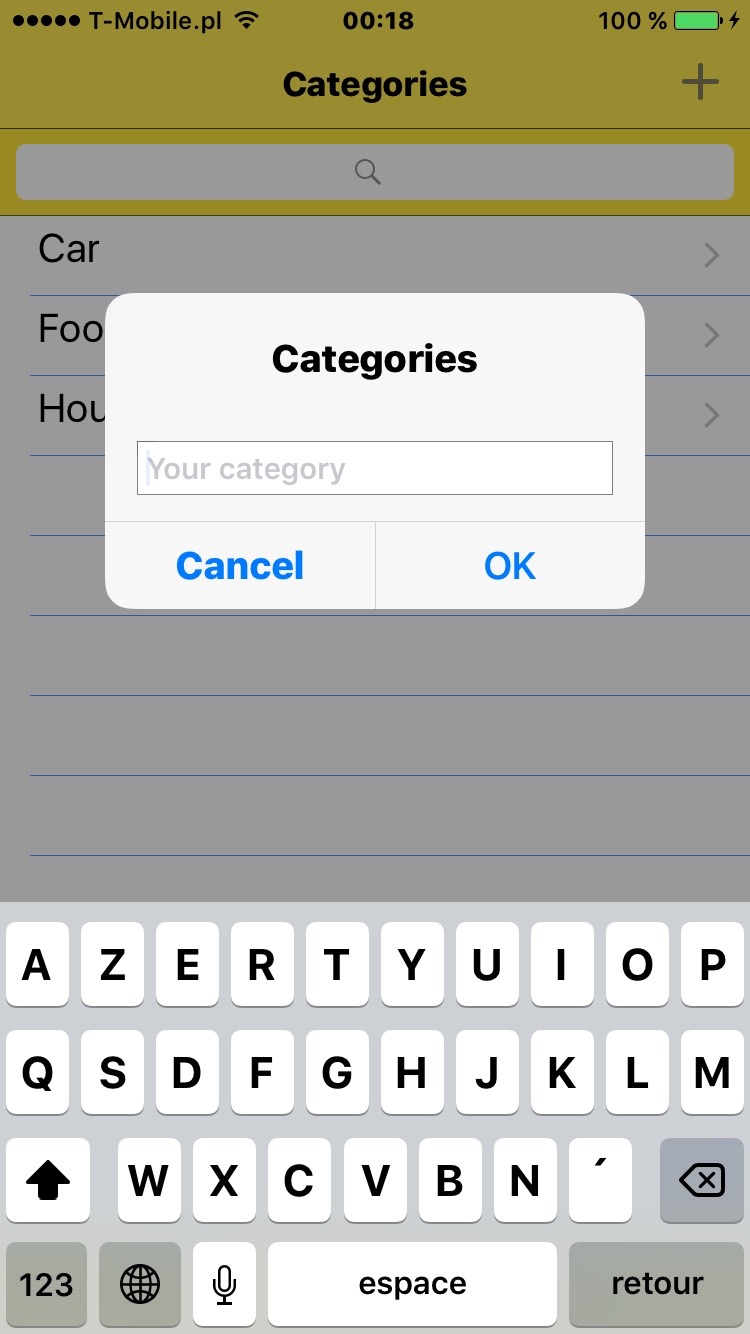 T-Mobile.pl 00:18 100 %
Categories
Car
Foo
Hou
Categories
Your category
Cancel OK
A Z E R T Y U I O P
Q S D F G H J K L M
W X C V B N ´
123 espace retour